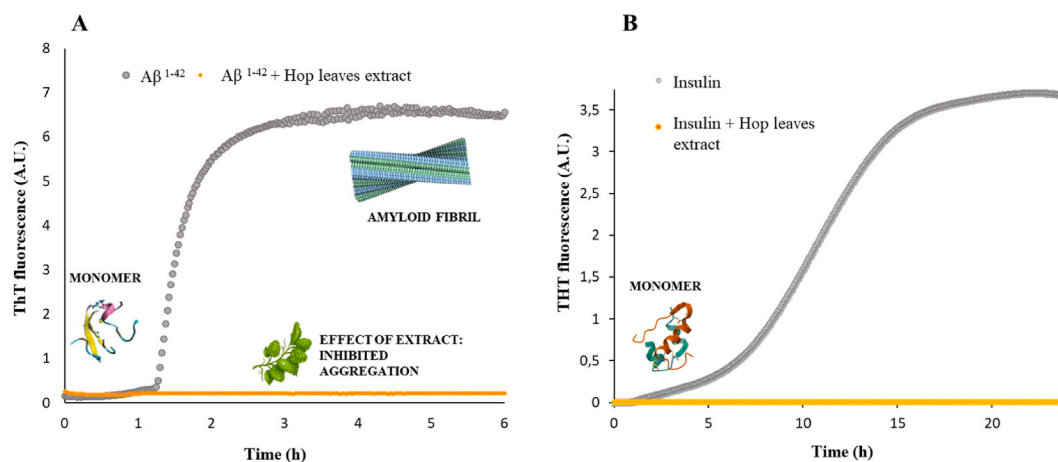 A
8
7
6
5
4
3
2
1
0
ThT fluorescence (A.U.)
Aβ 1-42
Aβ 1-42 + Hop leaves extract
MONOMER
AMYLOID FIBRIL
EFFECT OF EXTRACT:
INHIBITED
AGGREGATION
0 1 2 3 4 5 6
Time (h)
B
3,5
3
2,5
2
1,5
1
0,5
0
THT fluorescence (A.U.)
Insulin
Insulin + Hop leaves
extract
MONOMER
0 5 10 15 20
Time (h)